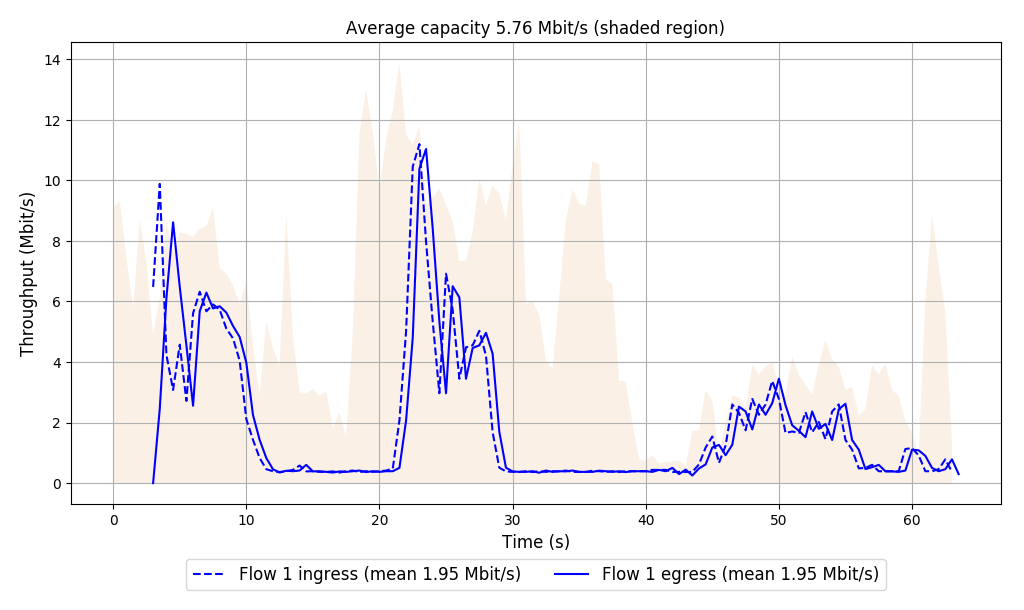 Average capacity 5.76 Mbit/s (shaded region)
Throughput (Mbit/s)
14
12
10
8
6
4
2
0
0 10 20 30 40 50 60
Time (s)
Flow 1 ingress (mean 1.95 Mbit/s) Flow 1 egress (mean 1.95 Mbit/s)